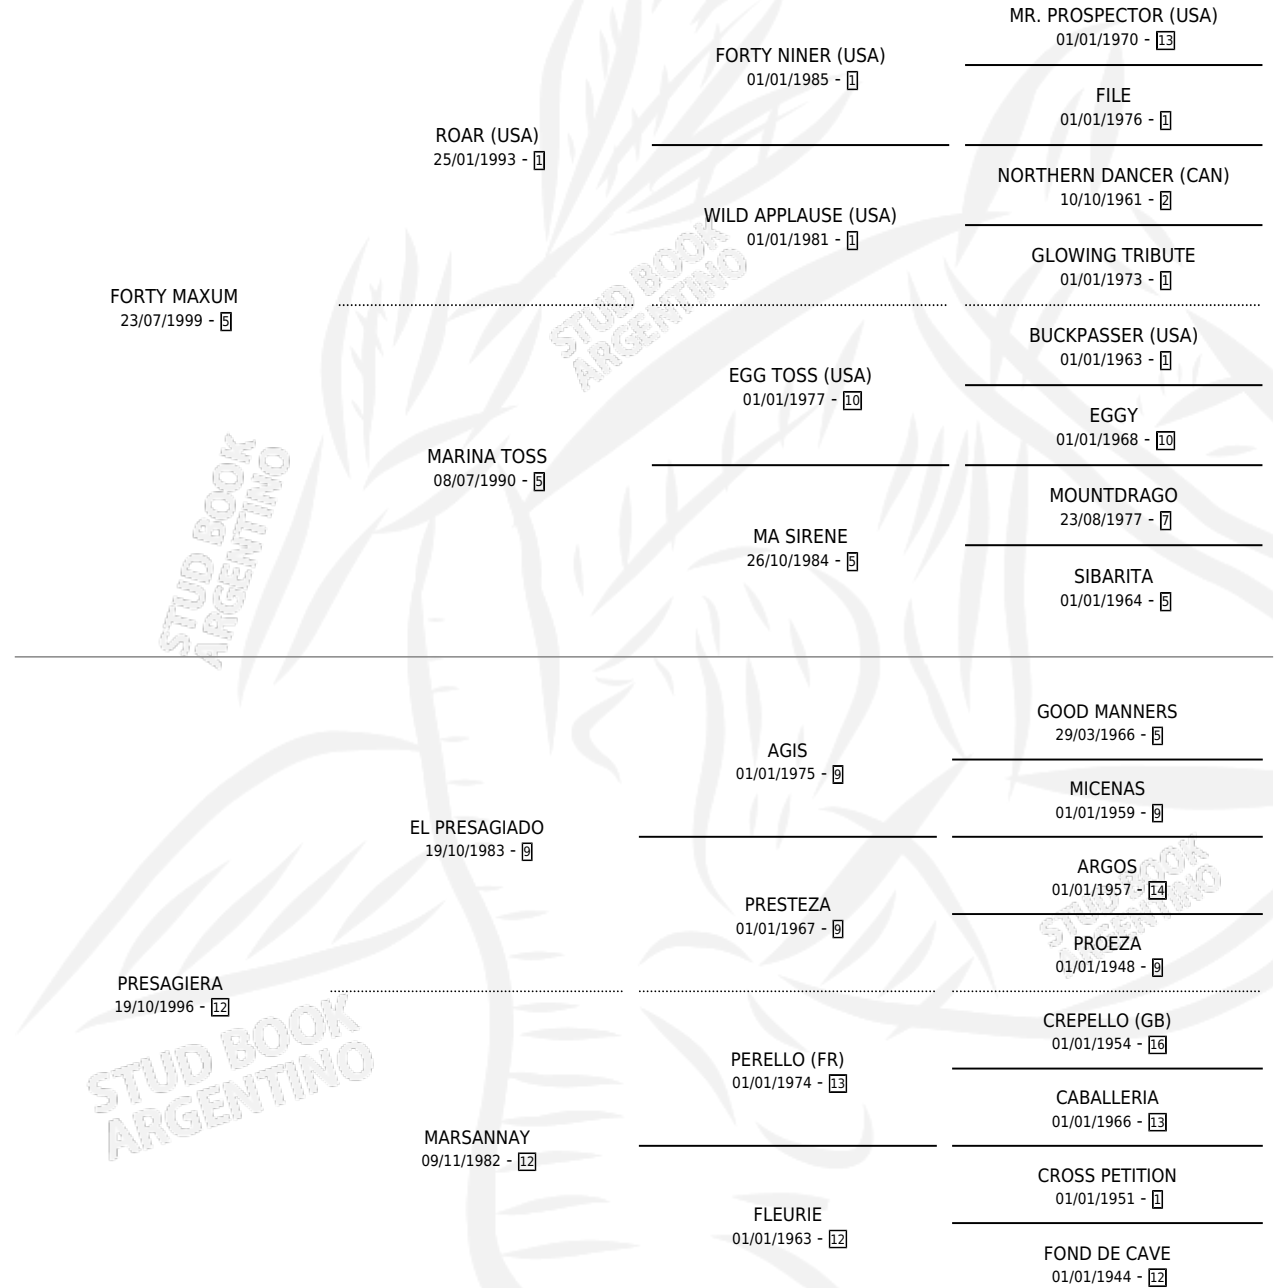 MR. PROSPECTOR (USA)
01/01/1970 - 13
FORTY NINER (USA)
01/01/1985 - 1
FILE
01/01/1976 - 1
ROAR (USA)
25/01/1993 - 1
NORTHERN DANCER (CAN)
10/10/1961 - 2
WILD APPLAUSE (USA)
01/01/1981 - 1
GLOWING TRIBUTE
01/01/1973 - 1
FORTY MAXUM
23/07/1999 - 5
BUCKPASSER (USA)
01/01/1963 - 1
EGG TOSS (USA)
01/01/1977 - 10
EGGY
01/01/1968 - 10
MARINA TOSS
08/07/1990 - 5
MOUNTDRAGO
23/08/1977 - 7
MA SIRENE
26/10/1984 - 5
SIBARITA
01/01/1964 - 5
GOOD MANNERS
29/03/1966 - 5
AGIS
01/01/1975 - 9
MICENAS
01/01/1959 - 9
EL PRESAGIADO
19/10/1983 - 9
ARGOS
01/01/1957 - 14
PRESTEZA
01/01/1967 - 9
PROEZA
01/01/1948 - 9
PRESAGIERA
19/10/1996 - 12
CREPELLO (GB)
01/01/1954 - 16
PERELLO (FR)
01/01/1974 - 13
CABALLERIA
01/01/1966 - 13
MARSANNAY
09/11/1982 - 12
CROSS PETITION
01/01/1951 - 1
FLEURIE
01/01/1963 - 12
FOND DE CAVE
01/01/1944 - 12
STUD BOOK
ARGENTINO
STUD BOOK
ARGENTINO
STUD BOOK
ARGENTINO
STUD BOOK
ARGENTINO